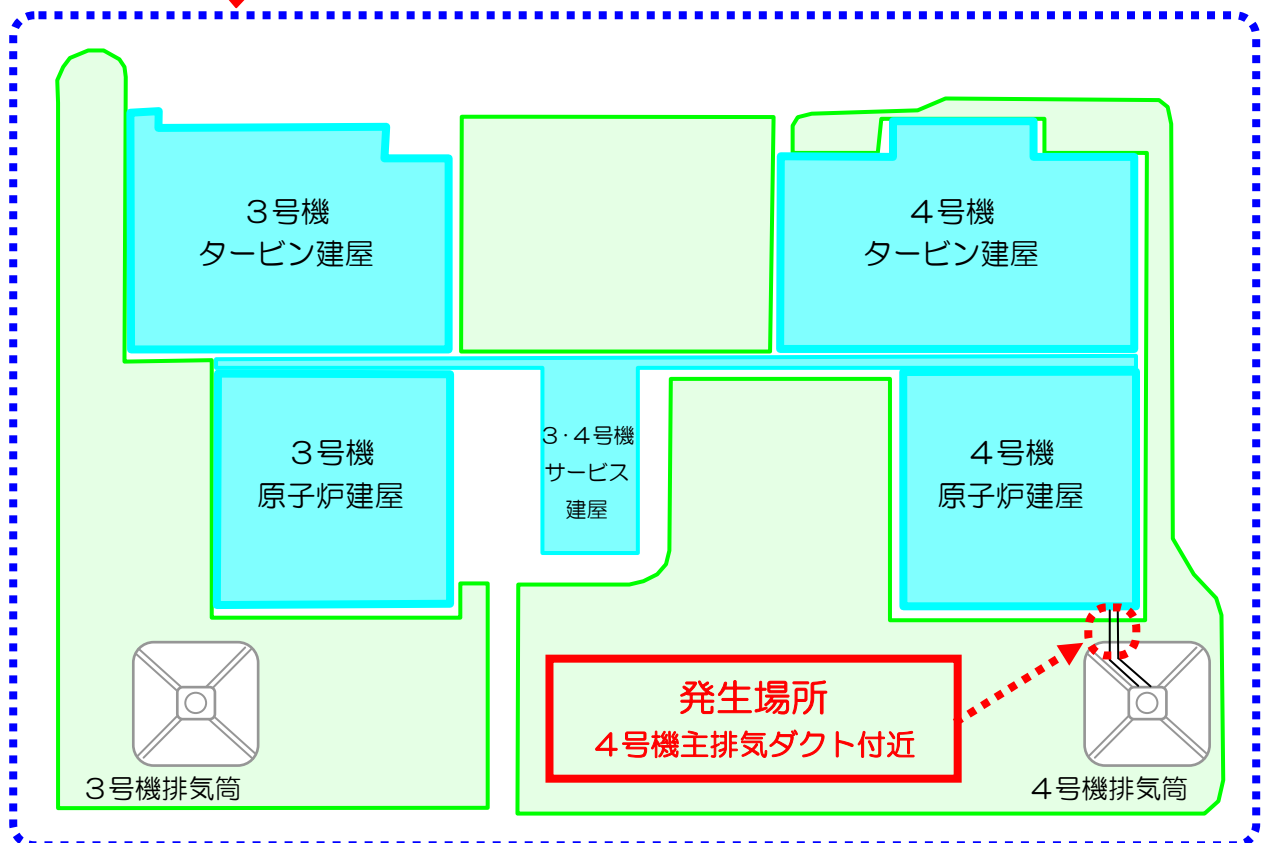 ３号機
タービン建屋
４号機
タービン建屋
３号機
原子炉建屋
３・４号機
サービス
建屋
４号機
原子炉建屋
発生場所
４号機主排気ダクト付近
３号機排気筒
４号機排気筒